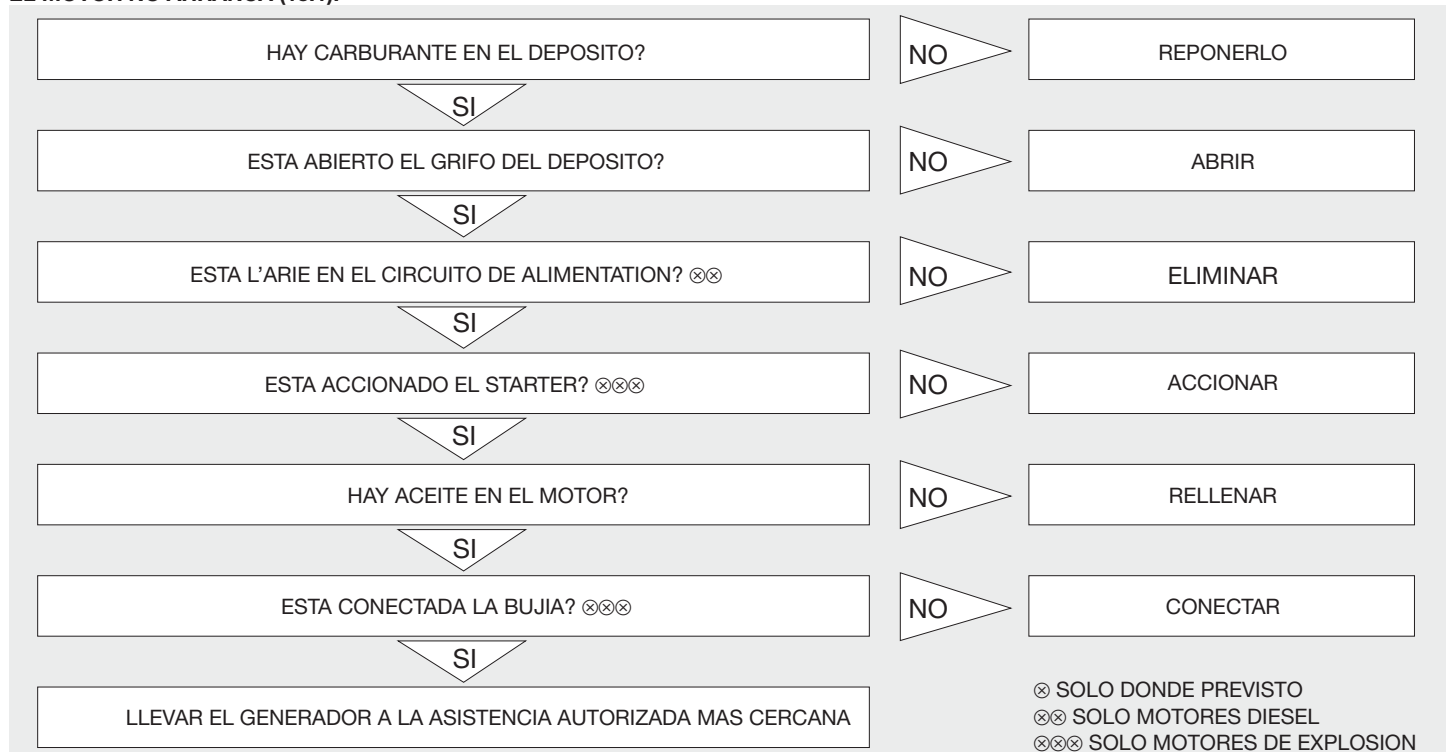 HAY CARBURANTE EN EL DEPOSITO?
NO
REPONERLO
SI
ESTA ABIERTO EL GRIFO DEL DEPOSITO?
NO
ABRIR
SI
ESTA L'ARIE EN EL CIRCUITO DE ALIMENTATION? ⊗⊗
NO
ELIMINAR
SI
ESTA ACCIONADO EL STARTER? ⊗⊗⊗
NO
ACCIONAR
SI
HAY ACEITE EN EL MOTOR?
NO
RELLENAR
SI
ESTA CONECTADA LA BUJIA? ⊗⊗⊗
NO
CONECTAR
SI
LLEVAR EL GENERADOR A LA ASISTENCIA AUTORIZADA MAS CERCANA
⊗ SOLO DONDE PREVISTO
⊗⊗ SOLO MOTORES DIESEL
⊗⊗⊗ SOLO MOTORES DE EXPLOSION